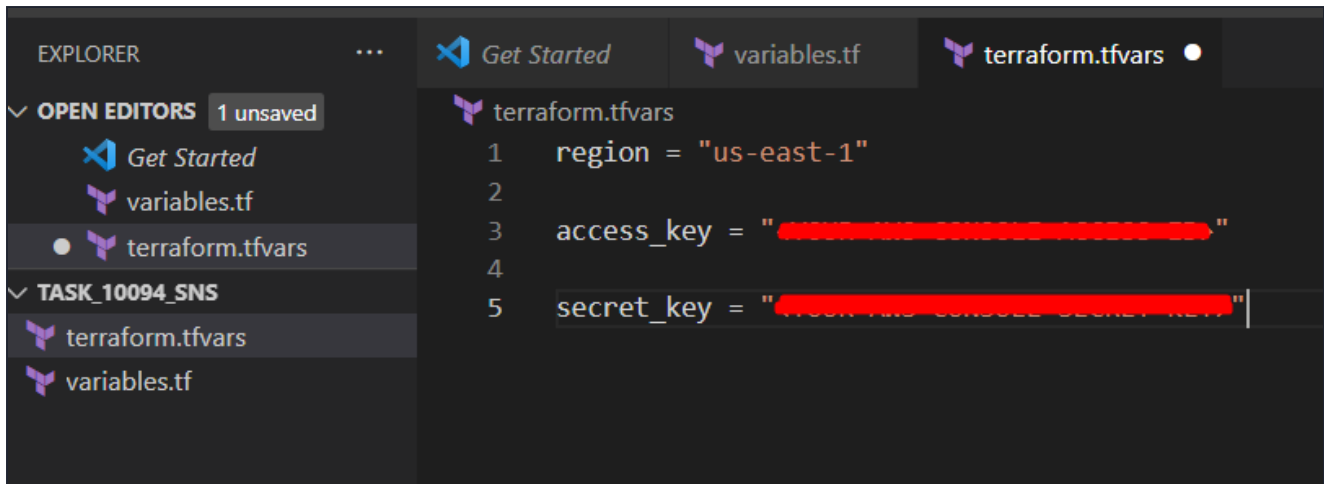 EXPLORER ...
OPEN EDITORS 1 unsaved
Get Started
variables.tf
terraform.tfvars
TASK_10094_SNS
terraform.tfvars
variables.tf
Get Started variables.tf terraform.tfvars
terraform.tfvars
1 region = "us-east-1"
2
3 access_key = " "
4
5 secret_key = " "